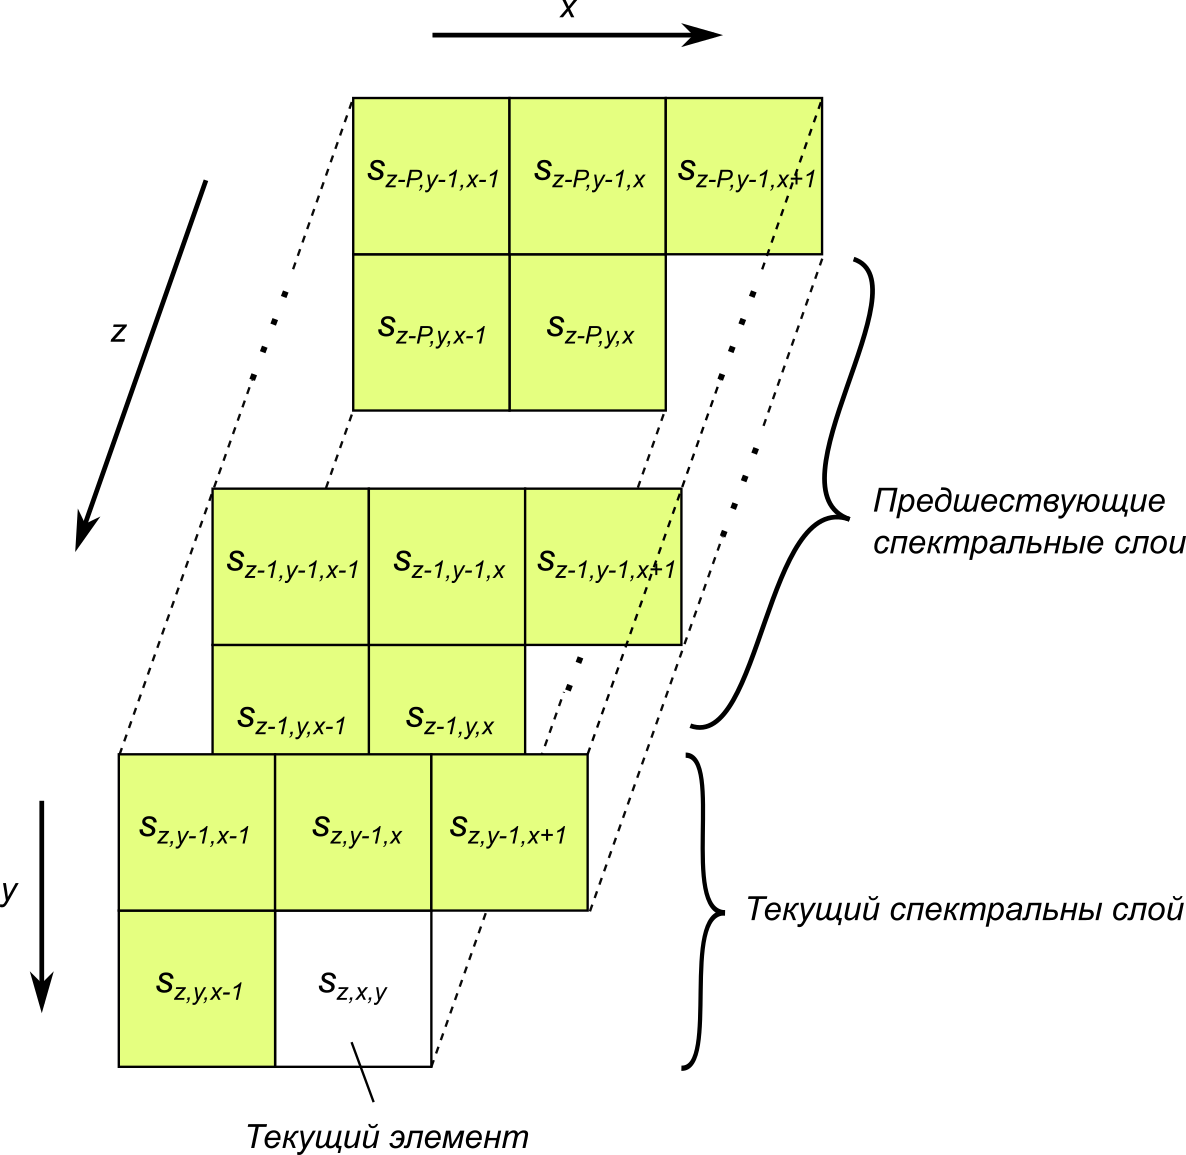 x
s_{z-P,y-1,x-1} s_{z-P,y-1,x} s_{z-P,y-1,x+1}
z
s_{z-P,y,x-1} s_{z-P,y,x}
Предшествующие
спектральные слои
s_{z-1,y-1,x-1} s_{z-1,y-1,x} s_{z-1,y-1,x+1}
s_{z-1,y,x-1} s_{z-1,y,x}
s_{z,y-1,x-1} s_{z,y-1,x} s_{z,y-1,x+1}
y
Текущий спектральны слой
s_{z,y,x-1} s_{z,x,y}
Текущий элемент